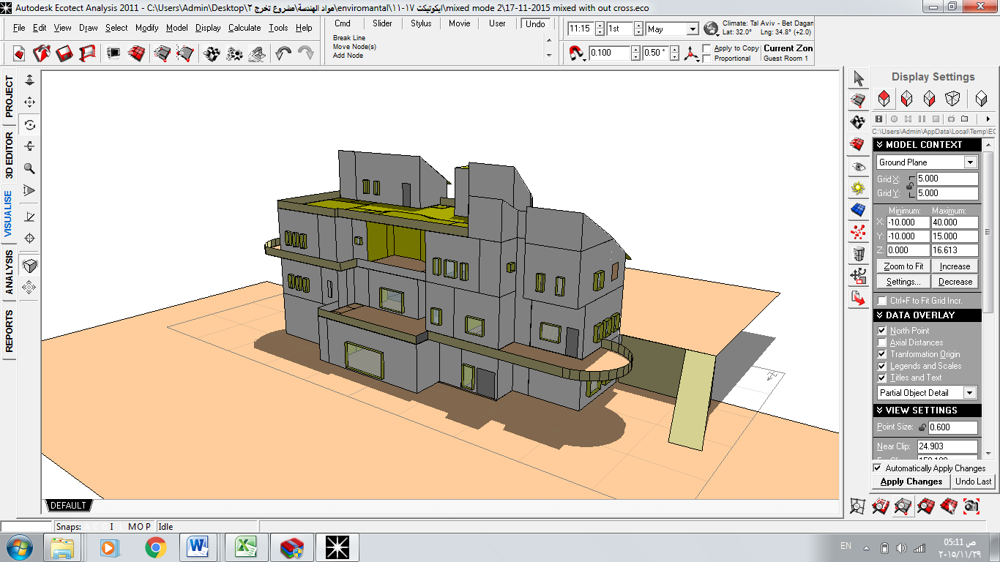 Autodesk Ecotect Analysis 2011 - C:\Users\Admin\Desktop\مواد الهندسة\مشروع تخرج ٢\enviromantal\ايكوتيكت ١٧-١١\mixed mode 2\17-11-2015 mixed with out cross.eco
File Edit View Draw Select Modify Model Display Calculate Tools Help
Cmd Slider Stylus Movie User Undo
Break Line
Move Node(s)
Add Node
11:15 1st May
Climate: Tal Aviv - Bet Dagan
Lat: 32.0° Lng: 34.8° (+2.0)
0.100 0.50 °
Apply to Copy
Proportional
Current Zon
Guest Room 1
PROJECT
3D EDITOR
VISUALISE
ANALYSIS
REPORTS
Display Settings
C:\Users\Admin\AppData\Local\Temp\EC
MODEL CONTEXT
Ground Plane
Grid X: 5.000
Grid Y: 5.000
Minimum: Maximum:
X: -10.000 40.000
Y: -10.000 15.000
Z: 0.000 16.613
Zoom to Fit Increase
Settings... Decrease
Ctrl+F to Fit Grid Incr.
DATA OVERLAY
North Point
Axial Distances
Tranformation Origin
Legends and Scales
Titles and Text
Partial Object Detail
VIEW SETTINGS
Point Size: 0.600
Near Clip: 24.903
Automatically Apply Changes
Apply Changes Undo Last
DEFAULT
Snaps: A C G I L M O P Idle
EN
05:11 ص
٢٠١٥/١١/٢٩